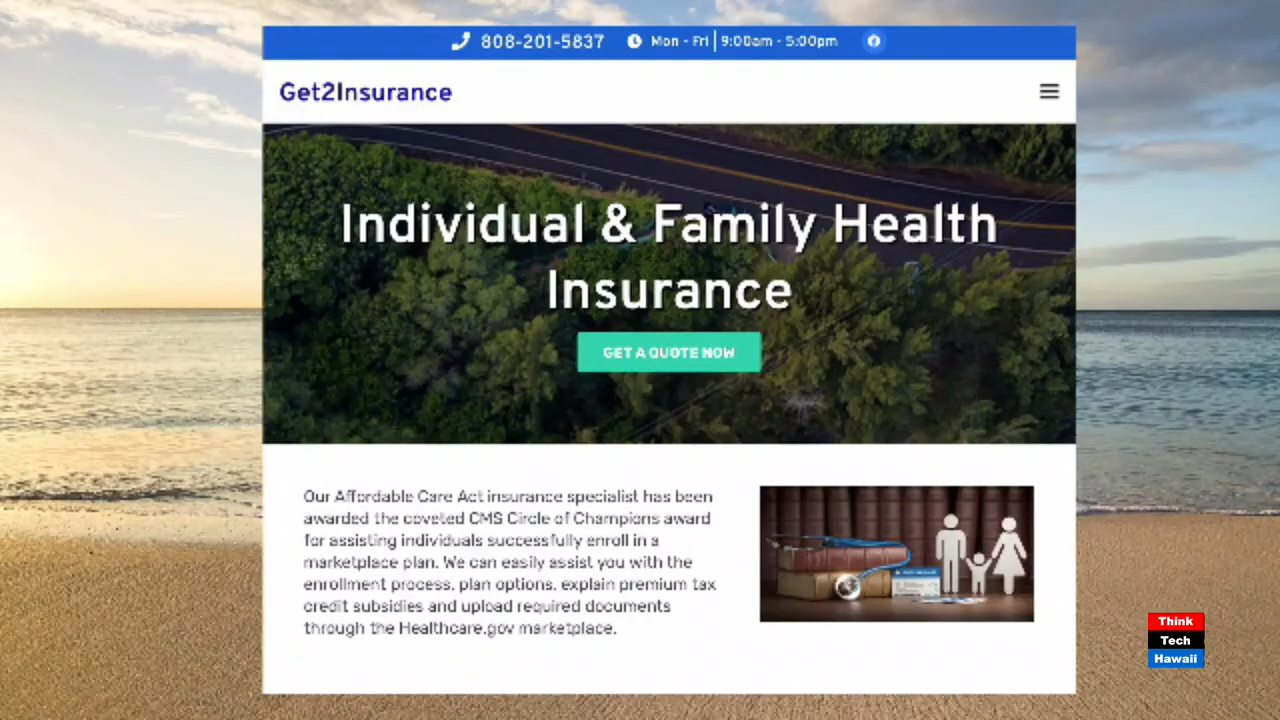 808-201-5837 Mon - Fri | 9:00am - 5:00pm
Get2Insurance
Individual & Family Health
Insurance
GET A QUOTE NOW
Our Affordable Care Act insurance specialist has been
awarded the coveted CMS Circle of Champions award
for assisting individuals successfully enroll in a
marketplace plan. We can easily assist you with the
enrollment process, plan options, explain premium tax
credit subsidies and upload required documents
through the Healthcare.gov marketplace.
Think
Tech
Hawaii